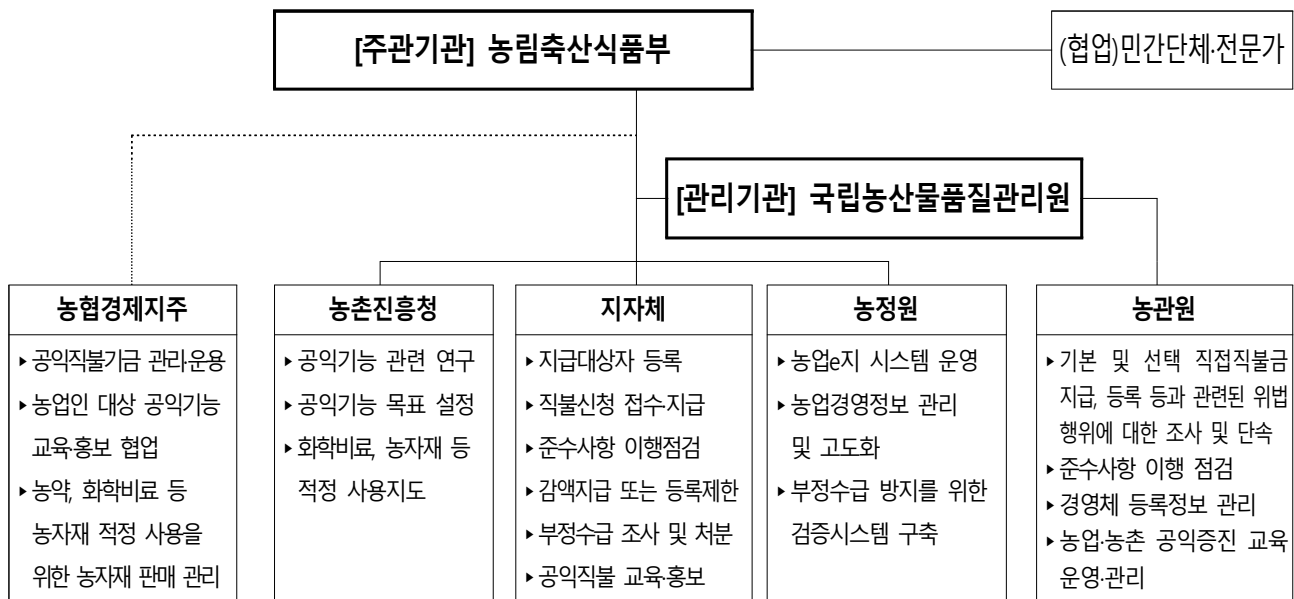 [주관기관] 농림축산식품부
(협업)민간단체·전문가
[관리기관] 국립농산물품질관리원
농협경제지주
▸공익직불기금 관리·운용
▸농업인 대상 공익기능
교육·홍보 협업
▸농약, 화학비료 등
농자재 적정 사용을
위한 농자재 판매 관리
농촌진흥청
▸공익기능 관련 연구
▸공익기능 목표 설정
▸화학비료, 농자재 등
적정 사용지도
지자체
▸지급대상자 등록
▸직불신청 접수·지급
▸준수사항 이행점검
▸감액지급 또는 등록제한
▸부정수급 조사 및 처분
▸공익직불 교육·홍보
농정원
▸농업e지 시스템 운영
▸농업경영정보 관리
및 고도화
▸부정수급 방지를 위한
검증시스템 구축
농관원
▸기본 및 선택 직접직불금
지급, 등록 등과 관련된 위법
행위에 대한 조사 및 단속
▸준수사항 이행 점검
▸경영체 등록정보 관리
▸농업·농촌 공익증진 교육
운영·관리